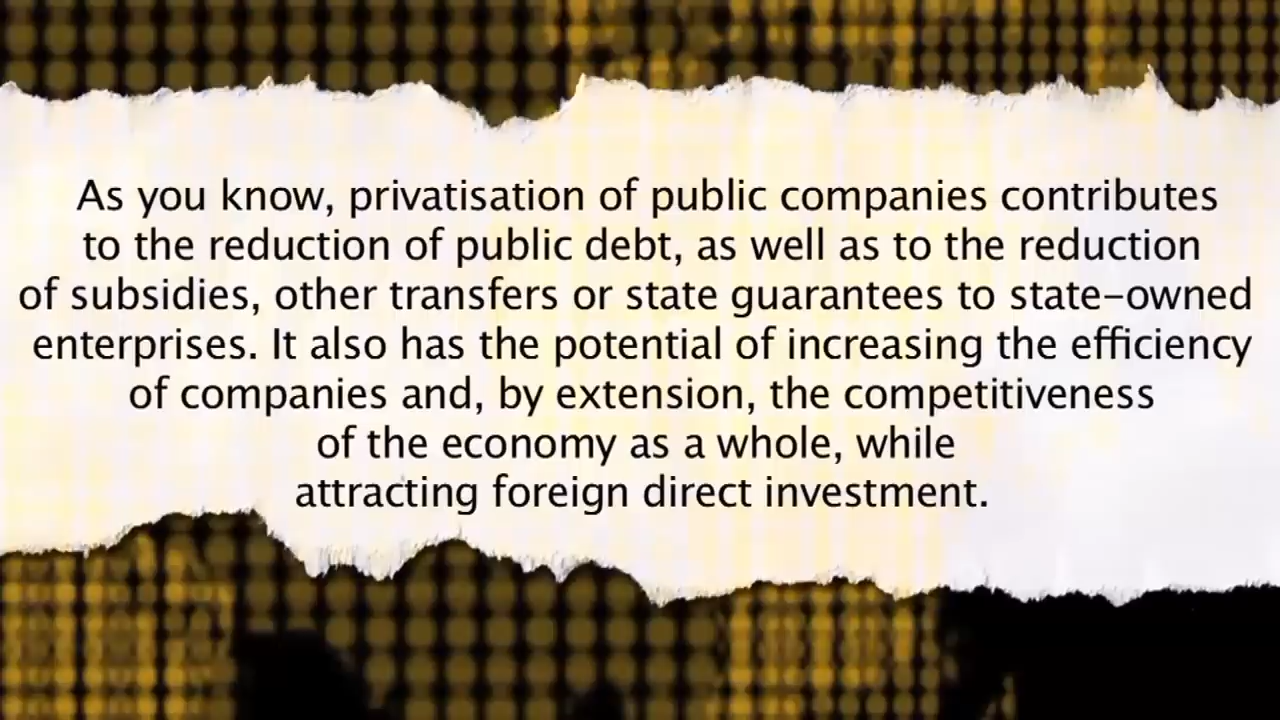 As you know, privatisation of public companies contributes
to the reduction of public debt, as well as to the reduction
of subsidies, other transfers or state guarantees to state-owned
enterprises. It also has the potential of increasing the efficiency
of companies and, by extension, the competitiveness
of the economy as a whole, while
attracting foreign direct investment.